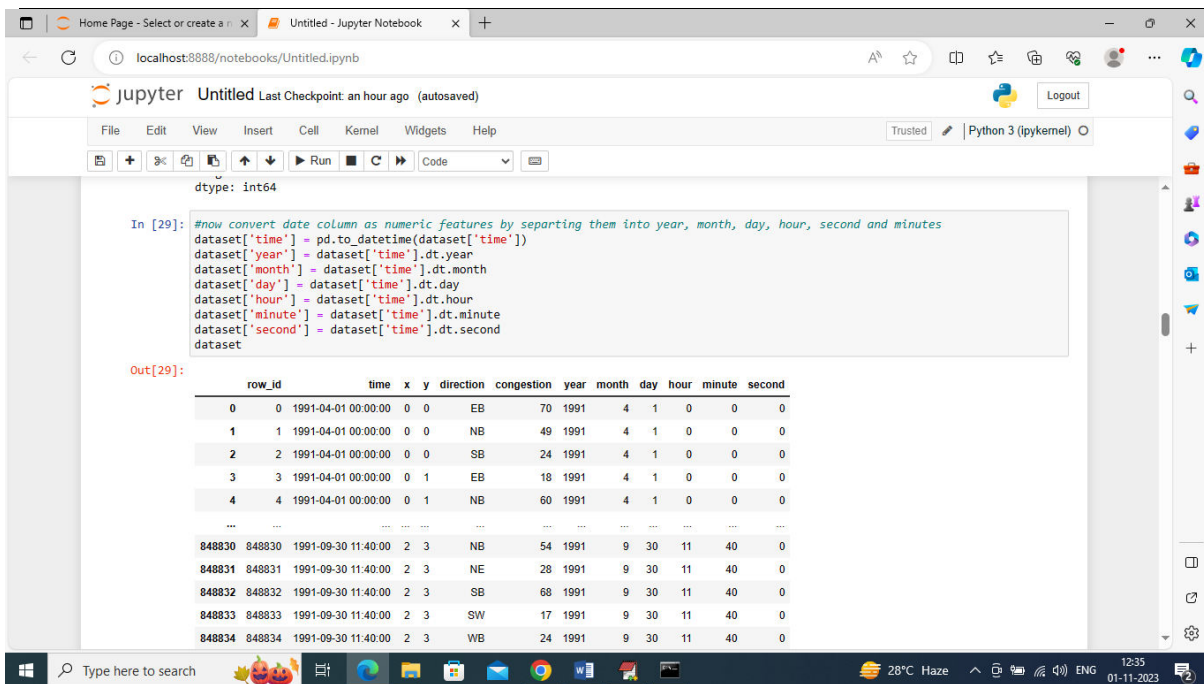 Home Page - Select or create a n
Untitled - Jupyter Notebook
localhost:8888/notebooks/Untitled.ipynb
jupyter Untitled Last Checkpoint: an hour ago (autosaved)
Logout
File Edit View Insert Cell Kernel Widgets Help
Trusted Python 3 (ipykernel)
Run Code
dtype: int64
In [29]: #now convert date column as numeric features by separting them into year, month, day, hour, second and minutes
dataset['time'] = pd.to_datetime(dataset['time'])
dataset['year'] = dataset['time'].dt.year
dataset['month'] = dataset['time'].dt.month
dataset['day'] = dataset['time'].dt.day
dataset['hour'] = dataset['time'].dt.hour
dataset['minute'] = dataset['time'].dt.minute
dataset['second'] = dataset['time'].dt.second
dataset
Out[29]:
row_id time x y direction congestion year month day hour minute second
0 0 1991-04-01 00:00:00 0 0 EB 70 1991 4 1 0 0 0
1 1 1991-04-01 00:00:00 0 0 NB 49 1991 4 1 0 0 0
2 2 1991-04-01 00:00:00 0 0 SB 24 1991 4 1 0 0 0
3 3 1991-04-01 00:00:00 0 1 EB 18 1991 4 1 0 0 0
4 4 1991-04-01 00:00:00 0 1 NB 60 1991 4 1 0 0 0
... ... ... ... ... ... ... ... ... ... ... ... ...
848830 848830 1991-09-30 11:40:00 2 3 NB 54 1991 9 30 11 40 0
848831 848831 1991-09-30 11:40:00 2 3 NE 28 1991 9 30 11 40 0
848832 848832 1991-09-30 11:40:00 2 3 SB 68 1991 9 30 11 40 0
848833 848833 1991-09-30 11:40:00 2 3 SW 17 1991 9 30 11 40 0
848834 848834 1991-09-30 11:40:00 2 3 WB 24 1991 9 30 11 40 0
Type here to search
28°C Haze
ENG
12:35
01-11-2023